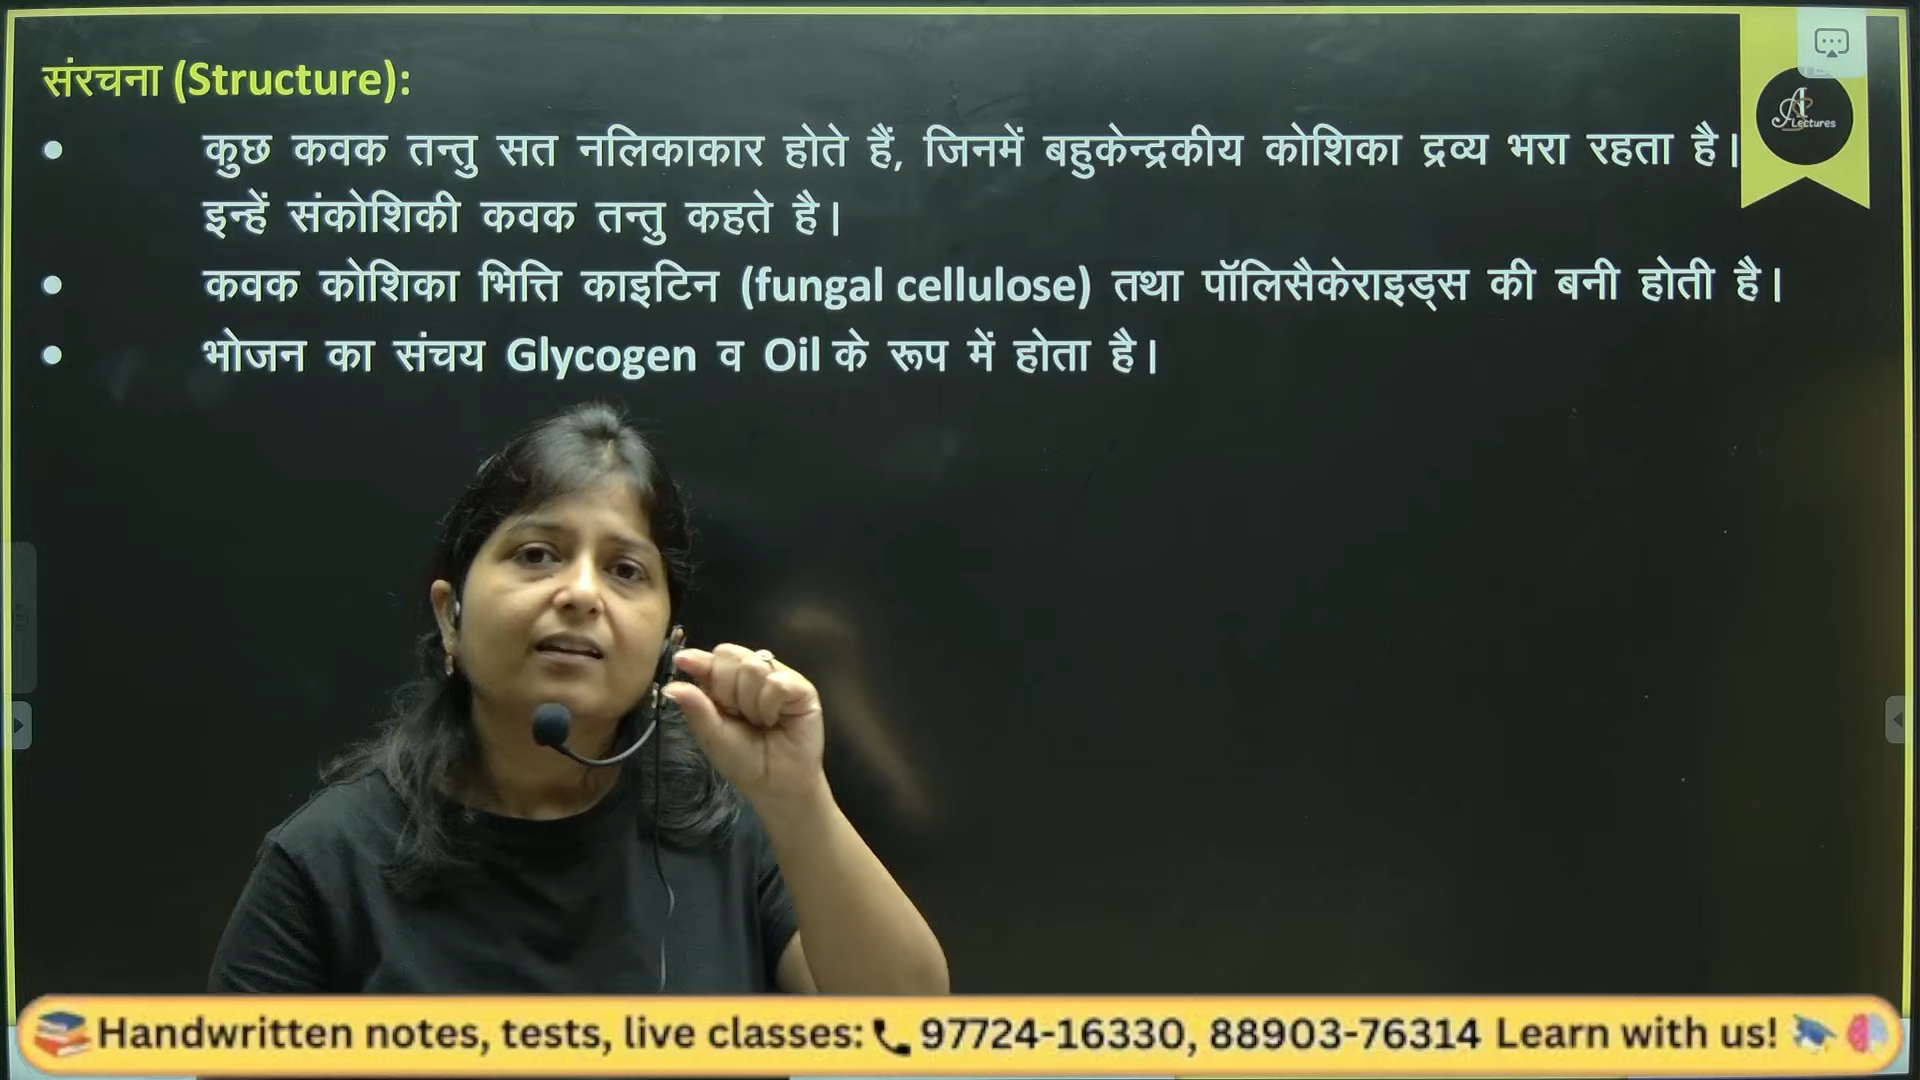 संरचना (Structure):
• कुछ कवक तन्तु सत नलिकाकार होते हैं, जिनमें बहुकेन्द्रकीय कोशिका द्रव्य भरा रहता है।
इन्हें संकोशिकी कवक तन्तु कहते है।
• कवक कोशिका भित्ति काइटिन (fungal cellulose) तथा पॉलिसैकेराइड्स की बनी होती है।
• भोजन का संचय Glycogen व Oil के रूप में होता है।
AS Lectures
Handwritten notes, tests, live classes: 97724-16330, 88903-76314 Learn with us!